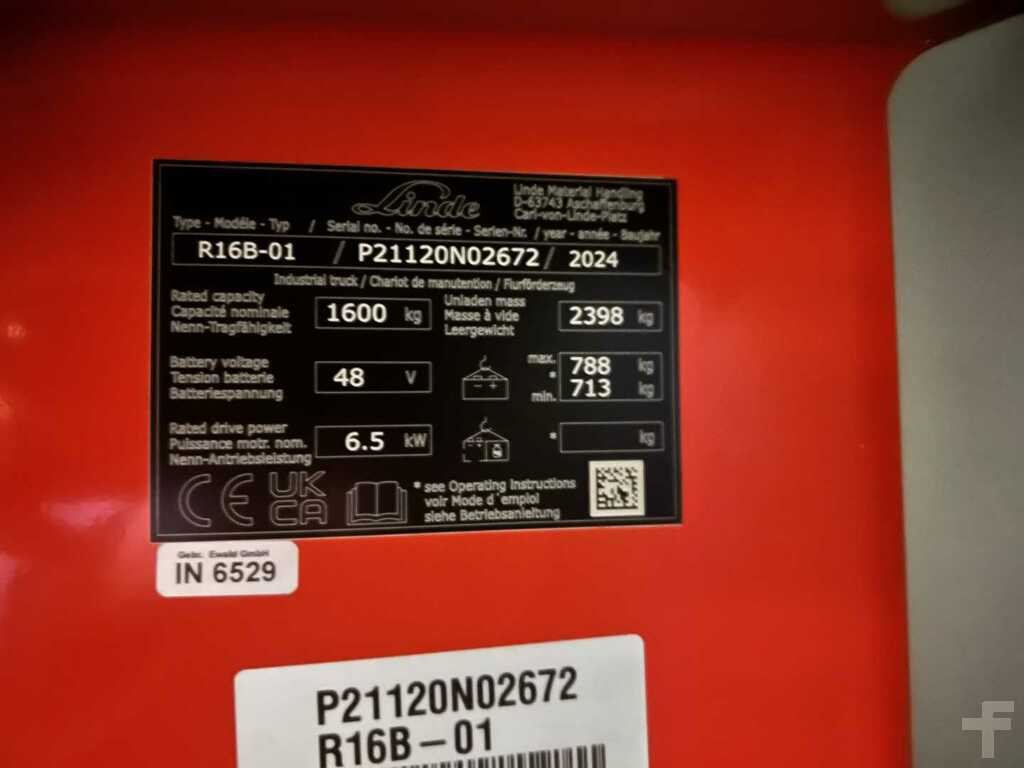 Linde
Linde Material Handling
D-63743 Aschaffenburg
Carl-von-Linde-Platz
Type - Modèle - Typ / Serial no. - No. de série - Serien-Nr. / year - année - Baujahr
R16B-01 / P21120N02672 / 2024
Industrial truck / Chariot de manutention / Flurförderzeug
Rated capacity
Capacité nominale
Nenn-Tragfähigkeit
1600 kg
Unladen mass
Masse à vide
Leergewicht
2398 kg
Battery voltage
Tension batterie
Batteriespannung
48 V
max. 788 kg
*
min. 713 kg
Rated drive power
Puissance motr. nom.
Nenn-Antriebsleistung
6.5 kW
* kg
CE UK
CA
* see Operating Instructions
voir Mode d'emploi
siehe Betriebsanleitung
Gebr. Ewald GmbH
IN 6529
P21120N02672
R16B-01